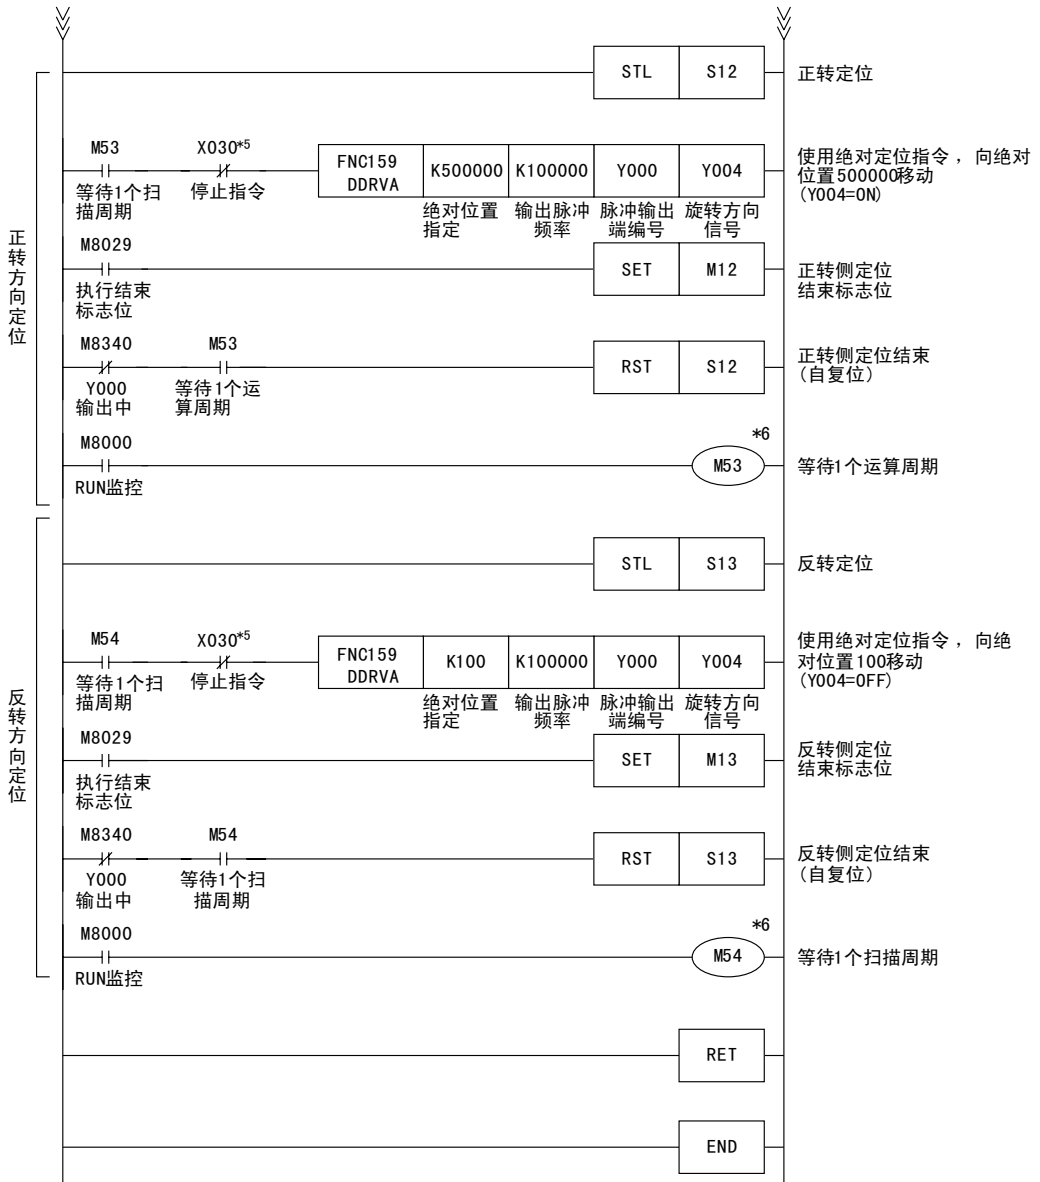 STL S12 正转定位
M53 X030*5
FNC159 DDRVA K500000 K100000 Y000 Y004
使用绝对定位指令，向绝对
位置500000移动
(Y004=ON)
等待1个扫
描周期
停止指令
绝对位置
指定
输出脉冲
频率
脉冲输出
端编号
旋转方向
信号
正转方向定位
M8029
SET M12
正转侧定位
结束标志位
执行结束
标志位
M8340 M53
RST S12
正转侧定位结束
(自复位)
Y000
输出中
等待1个运
算周期
M8000
*6
M53
等待1个运算周期
RUN监控
STL S13 反转定位
M54 X030*5
FNC159 DDRVA K100 K100000 Y000 Y004
使用绝对定位指令，向绝
对位置100移动
(Y004=OFF)
等待1个扫
描周期
停止指令
绝对位置
指定
输出脉冲
频率
脉冲输出
端编号
旋转方向
信号
反转方向定位
M8029
SET M13
反转侧定位
结束标志位
执行结束
标志位
M8340 M54
RST S13
反转侧定位结束
(自复位)
Y000
输出中
等待1个扫
描周期
M8000
*6
M54
等待1个扫描周期
RUN监控
RET
END